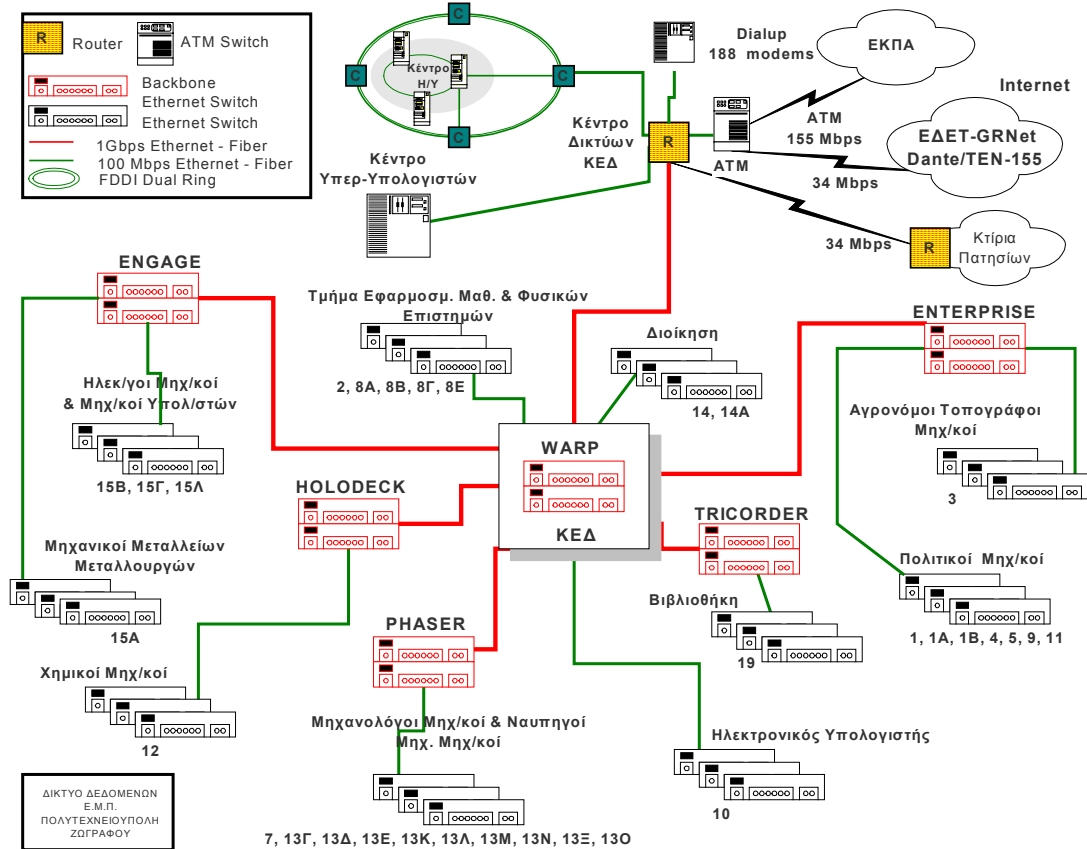 R
Router
ATM Switch
Backbone
Ethernet Switch
Ethernet Switch
1Gbps Ethernet - Fiber
100 Mbps Ethernet - Fiber
FDDI Dual Ring
C
C
C
C
Κέντρο
Η/Υ
Dialup
188 modems
ΕΚΠΑ
Internet
Κέντρο
Δικτύων
ΚΕΔ
R
ATM
ATM
155 Mbps
ΕΔΕΤ-GRNet
Dante/TEN-155
34 Mbps
Κέντρο
Υπερ-Υπολογιστών
34 Mbps
R
Κτίρια
Πατησίων
ENGAGE
Τμήμα Εφαρμοσμ. Μαθ. & Φυσικών
Επιστημών
2, 8Α, 8Β, 8Γ, 8Ε
Διοίκηση
14, 14Α
ENTERPRISE
Ηλεκ/γοι Μηχ/κοί
& Μηχ/κοί Υπολ/στών
15Β, 15Γ, 15Λ
Αγρονόμοι Τοπογράφοι
Μηχ/κοί
3
WARP
ΚΕΔ
HOLODECK
TRICORDER
Μηχανικοί Μεταλλείων
Μεταλλουργών
15Α
Πολιτικοί Μηχ/κοί
1, 1Α, 1Β, 4, 5, 9, 11
Βιβλιοθήκη
19
PHASER
Χημικοί Μηχ/κοί
12
Μηχανολόγοι Μηχ/κοί & Ναυπηγοί
Μηχ. Μηχ/κοί
7, 13Γ, 13Δ, 13Ε, 13Κ, 13Λ, 13Μ, 13Ν, 13Ξ, 13Ο
Ηλεκτρονικός Υπολογιστής
10
ΔΙΚΤΥΟ ΔΕΔΟΜΕΝΩΝ
Ε.Μ.Π.
ΠΟΛΥΤΕΧΝΕΙΟΥΠΟΛΗ
ΖΩΓΡΑΦΟΥ